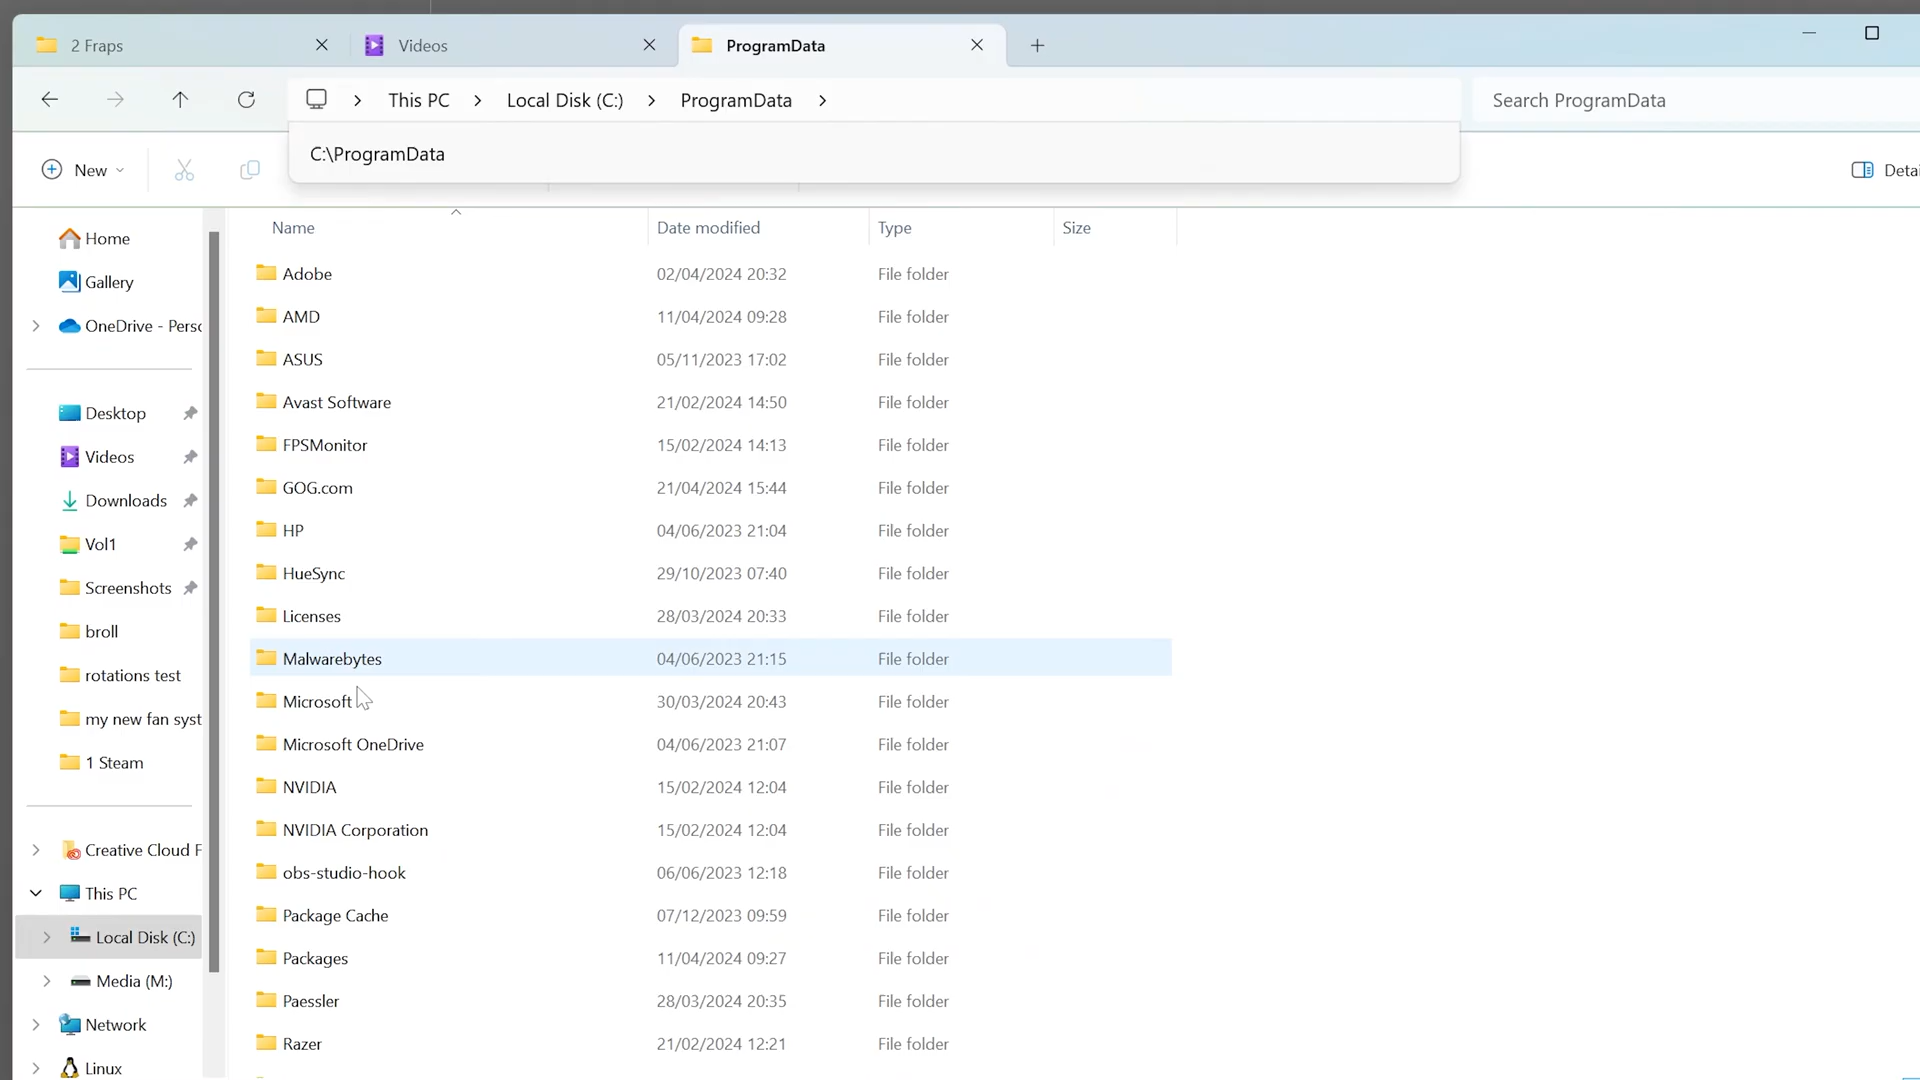 2 Fraps
Videos
ProgramData
This PC
Local Disk (C:)
ProgramData
Search ProgramData
C:\ProgramData
New
Detai
Name
Date modified
Type
Size
Home
Gallery
OneDrive - Perso
Desktop
Videos
Downloads
Vol1
Screenshots
broll
rotations test
my new fan syst
1 Steam
Creative Cloud F
This PC
Local Disk (C:)
Media (M:)
Network
Linux
Adobe 02/04/2024 20:32 File folder
AMD 11/04/2024 09:28 File folder
ASUS 05/11/2023 17:02 File folder
Avast Software 21/02/2024 14:50 File folder
FPSMonitor 15/02/2024 14:13 File folder
GOG.com 21/04/2024 15:44 File folder
HP 04/06/2023 21:04 File folder
HueSync 29/10/2023 07:40 File folder
Licenses 28/03/2024 20:33 File folder
Malwarebytes 04/06/2023 21:15 File folder
Microsoft 30/03/2024 20:43 File folder
Microsoft OneDrive 04/06/2023 21:07 File folder
NVIDIA 15/02/2024 12:04 File folder
NVIDIA Corporation 15/02/2024 12:04 File folder
obs-studio-hook 06/06/2023 12:18 File folder
Package Cache 07/12/2023 09:59 File folder
Packages 11/04/2024 09:27 File folder
Paessler 28/03/2024 20:35 File folder
Razer 21/02/2024 12:21 File folder